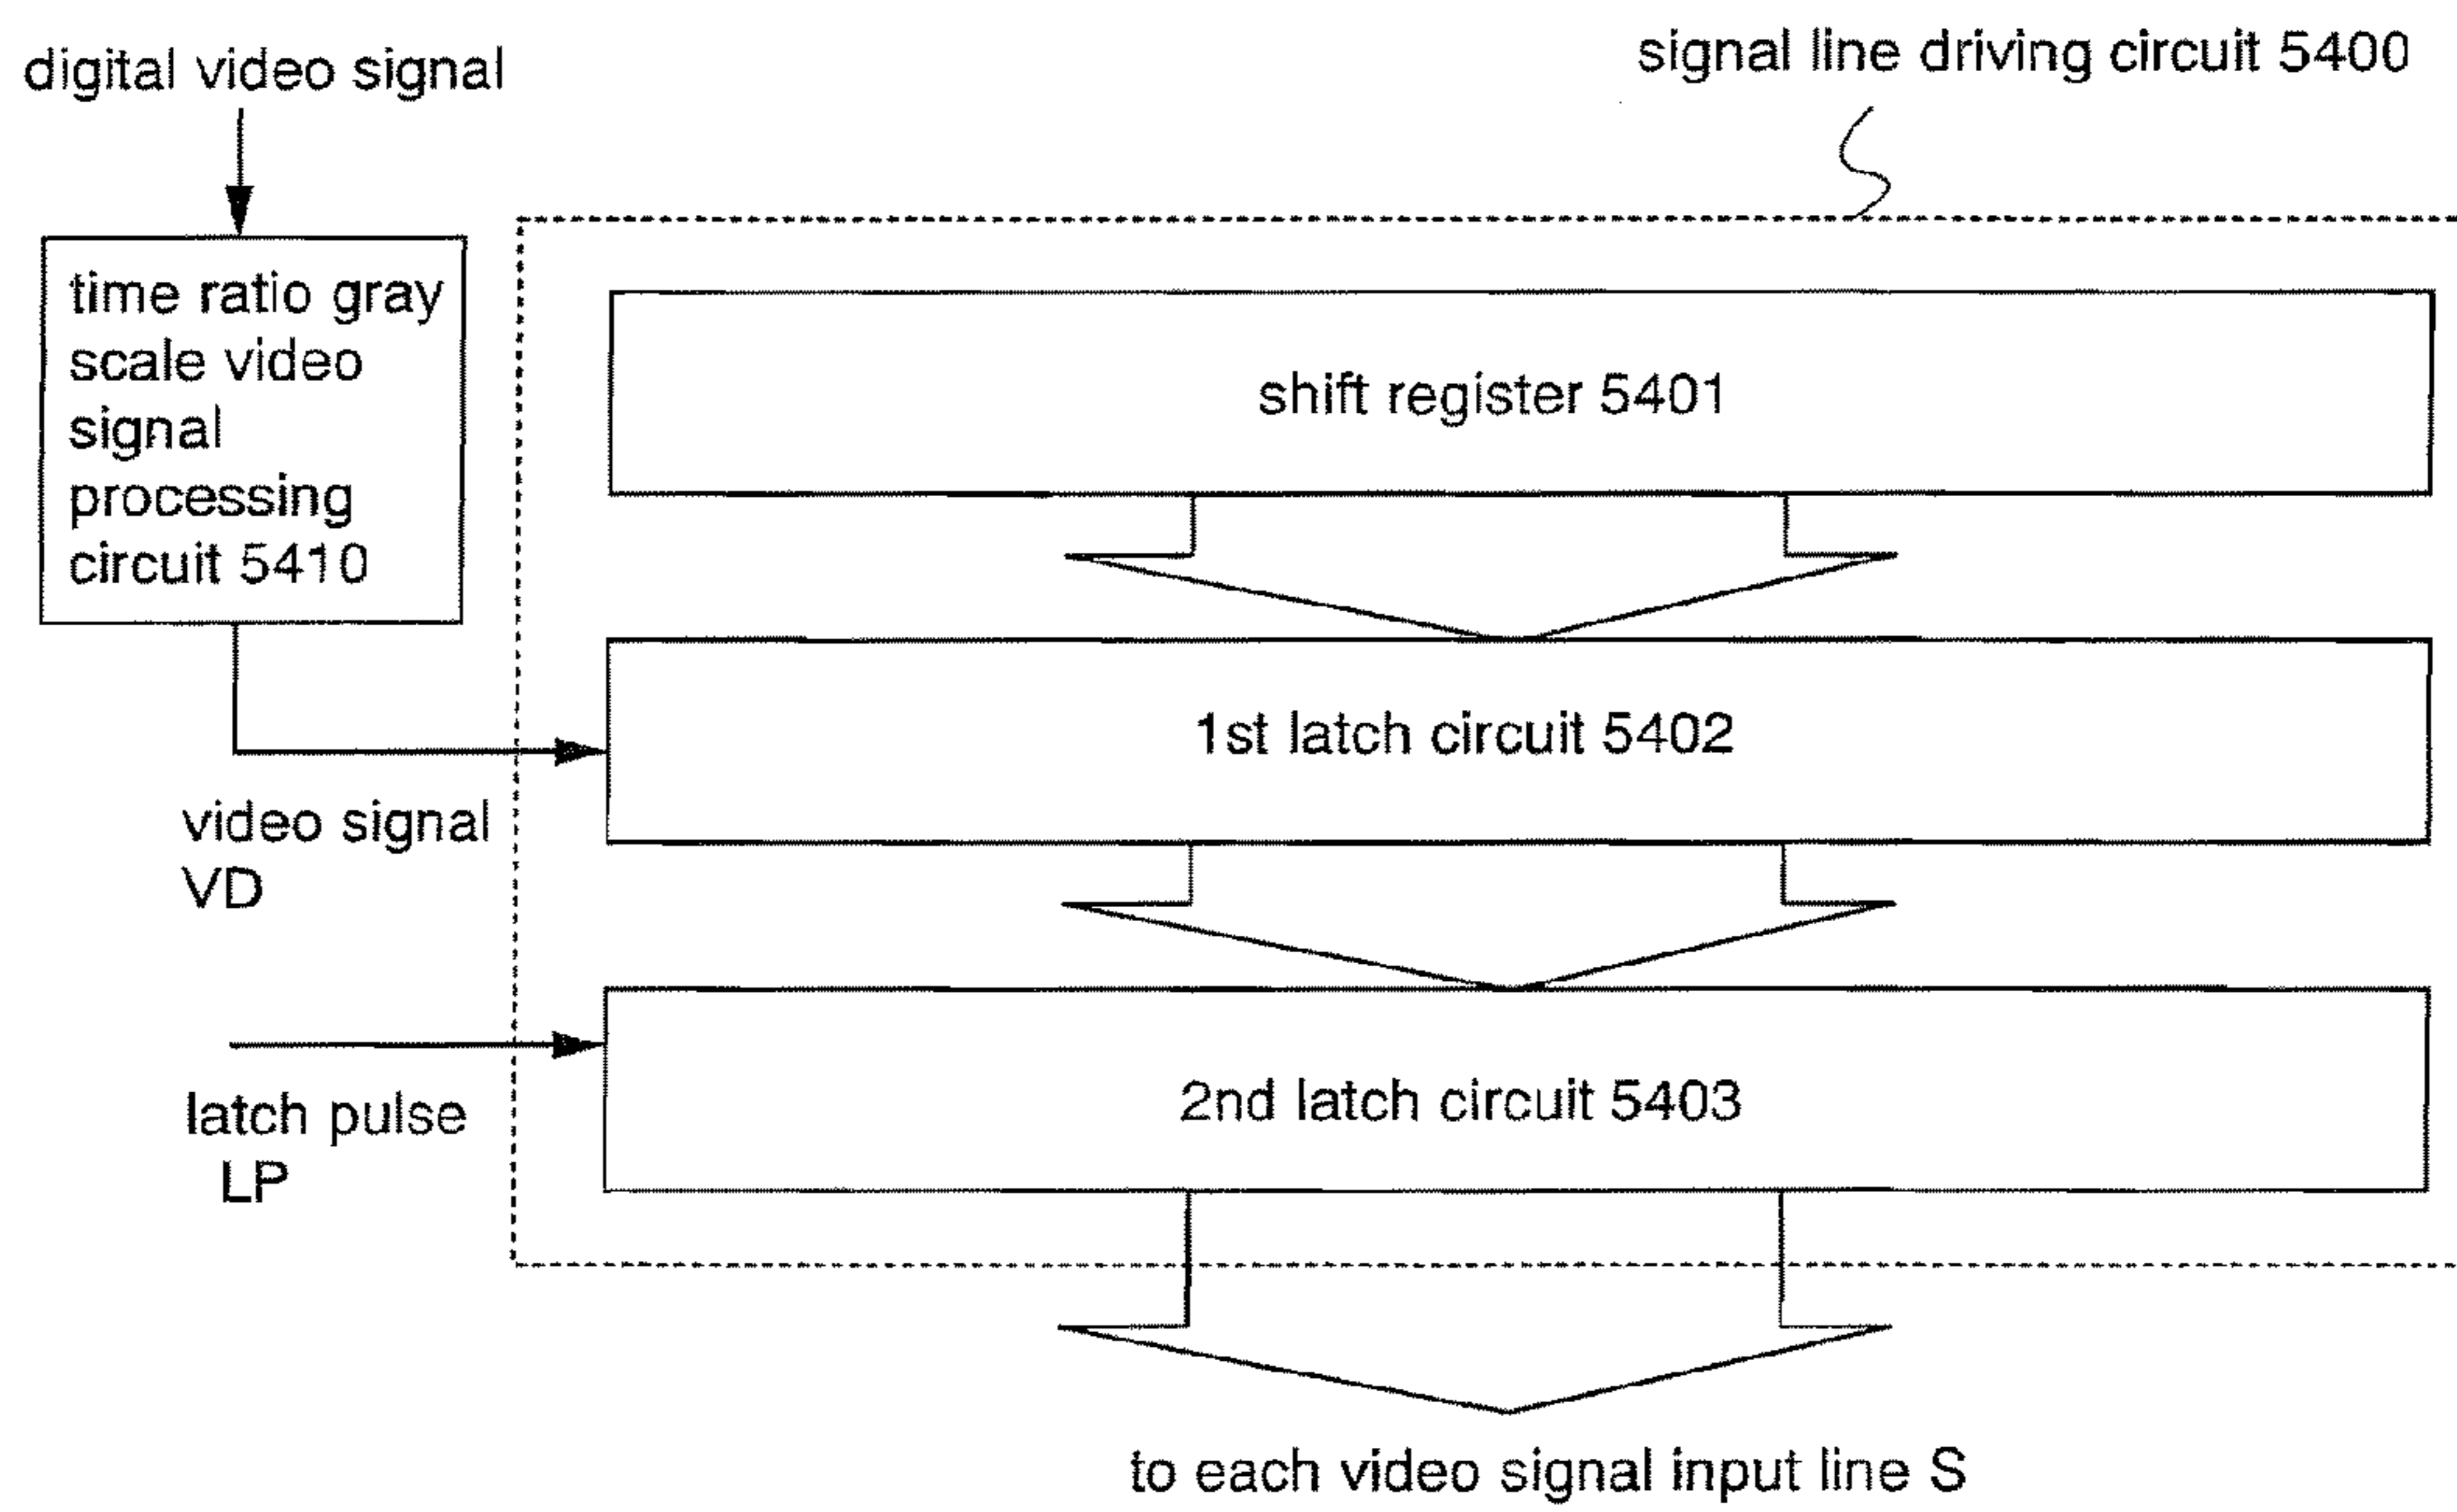 digital video signal
signal line driving circuit 5400
time ratio gray
scale video
signal
processing
circuit 5410
shift register 5401
1st latch circuit 5402
video signal
VD
2nd latch circuit 5403
latch pulse
LP
to each video signal input line S